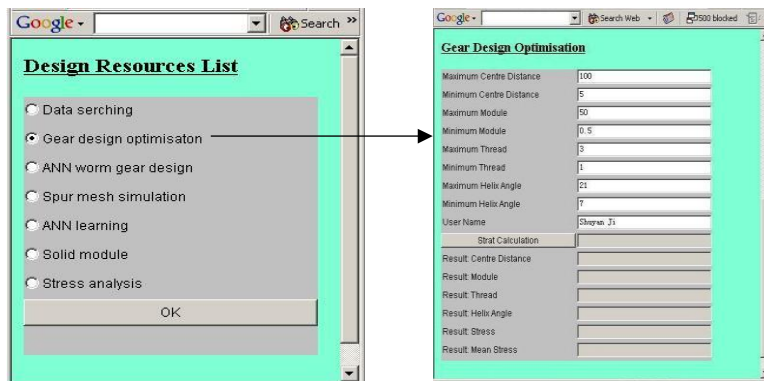 Google
Search »
Design Resources List
Data serching
Gear design optimisaton
ANN worm gear design
Spur mesh simulation
ANN learning
Solid module
Stress analysis
OK
Google
Search Web
500 blocked
Gear Design Optimisation
Maximum Centre Distance 100
Minimum Centre Distance 5
Maximum Module 50
Minimum Module 0.5
Maximum Thread 3
Minimum Thread 1
Maximum Helix Angle 21
Minimum Helix Angle 7
User Name Shuyan Ji
Strat Calculation
Result: Centre Distance
Result: Module
Result: Thread
Result: Helix Angle
Result: Stress
Result: Mean Stress